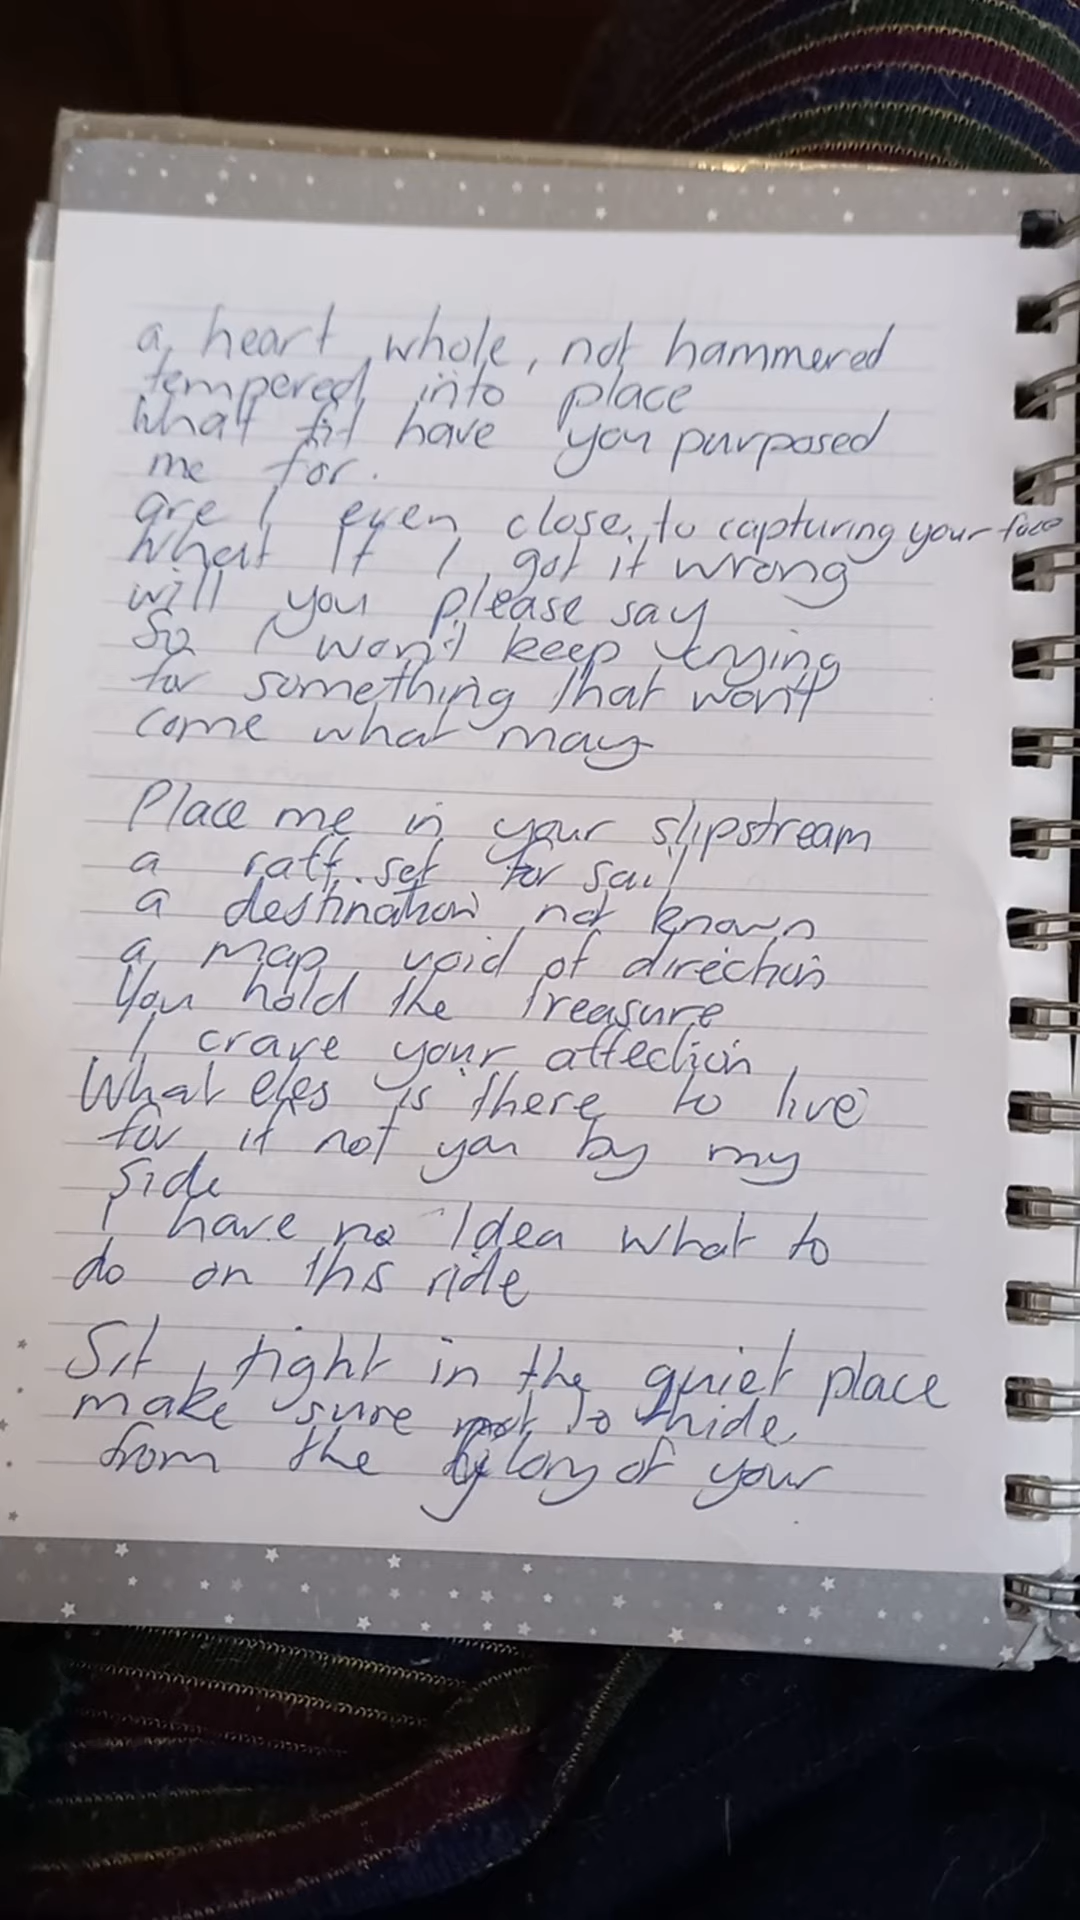 a heart whole, not hammered
tempered into place
What fit have you purposed
me for.
are I even close to capturing your face
What If I got it wrong
will you please say
So I won't keep trying
for something that won't
come what may
Place me in your slipstream
a raft set for sail
a destination not known
a map void of direction
You hold the treasure
I crave your affection
What eles is there to live
for if not you by my
side
I have no Idea what to
do on this ride
Sit tight in the quiet place
make sure not to hide
from the of your